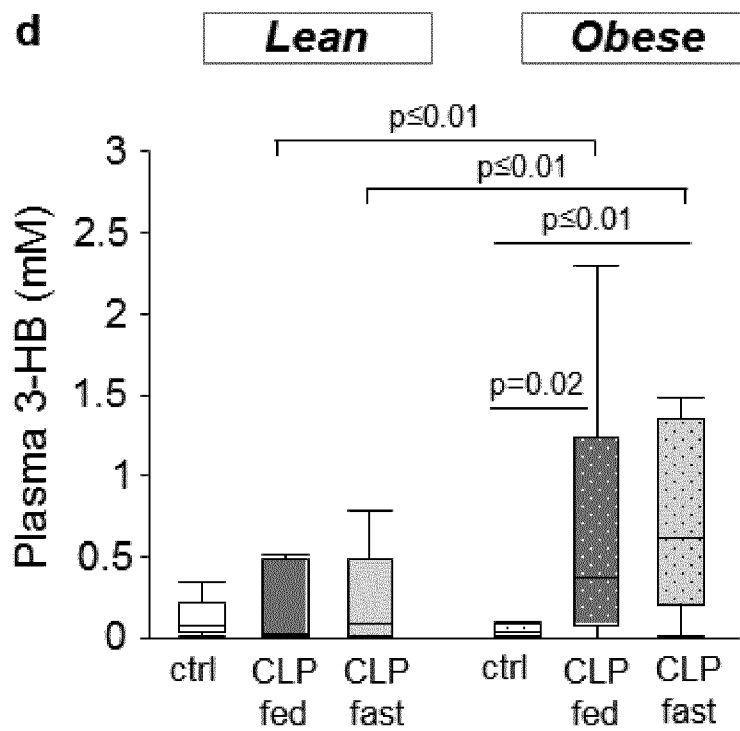 d
Lean
Obese
p≤0.01
p≤0.01
p≤0.01
p=0.02
Plasma 3-HB (mM)
3
2.5
2
1.5
1
0.5
0
ctrl
CLP
fed
CLP
fast
ctrl
CLP
fed
CLP
fast